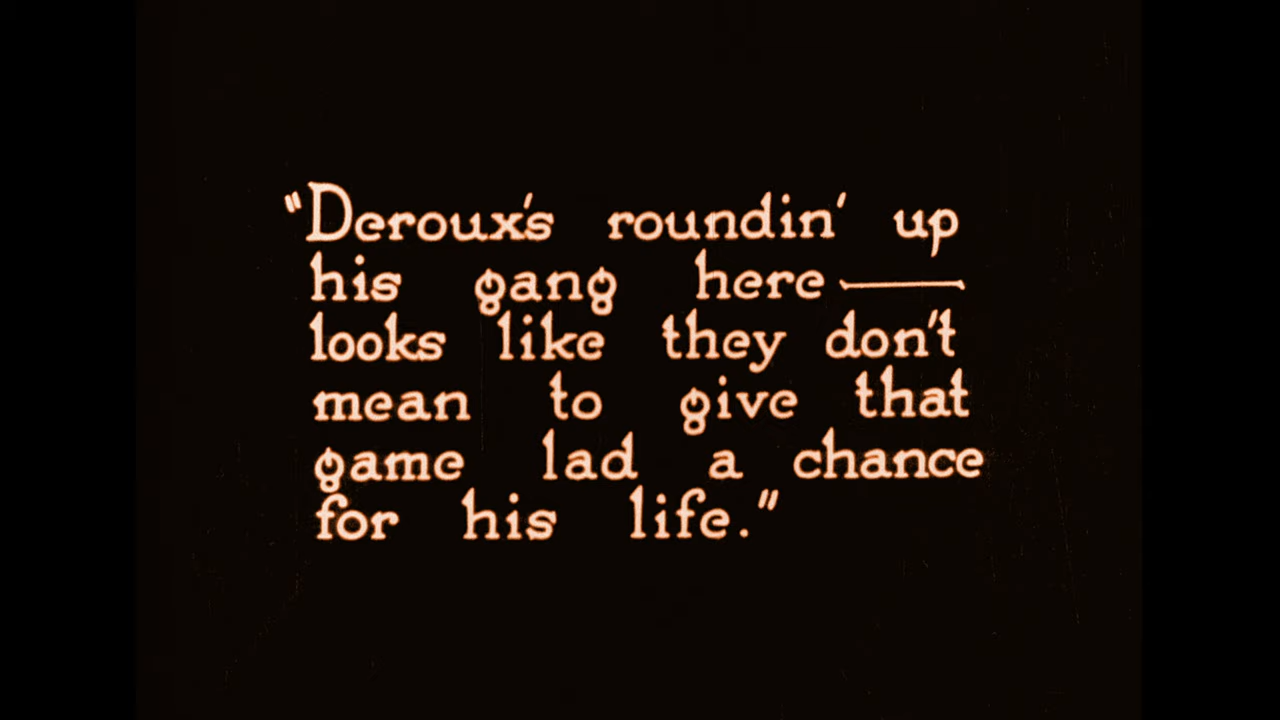 "Deroux's roundin' up
his gang here —
looks like they don't
mean to give that
game lad a chance
for his life."